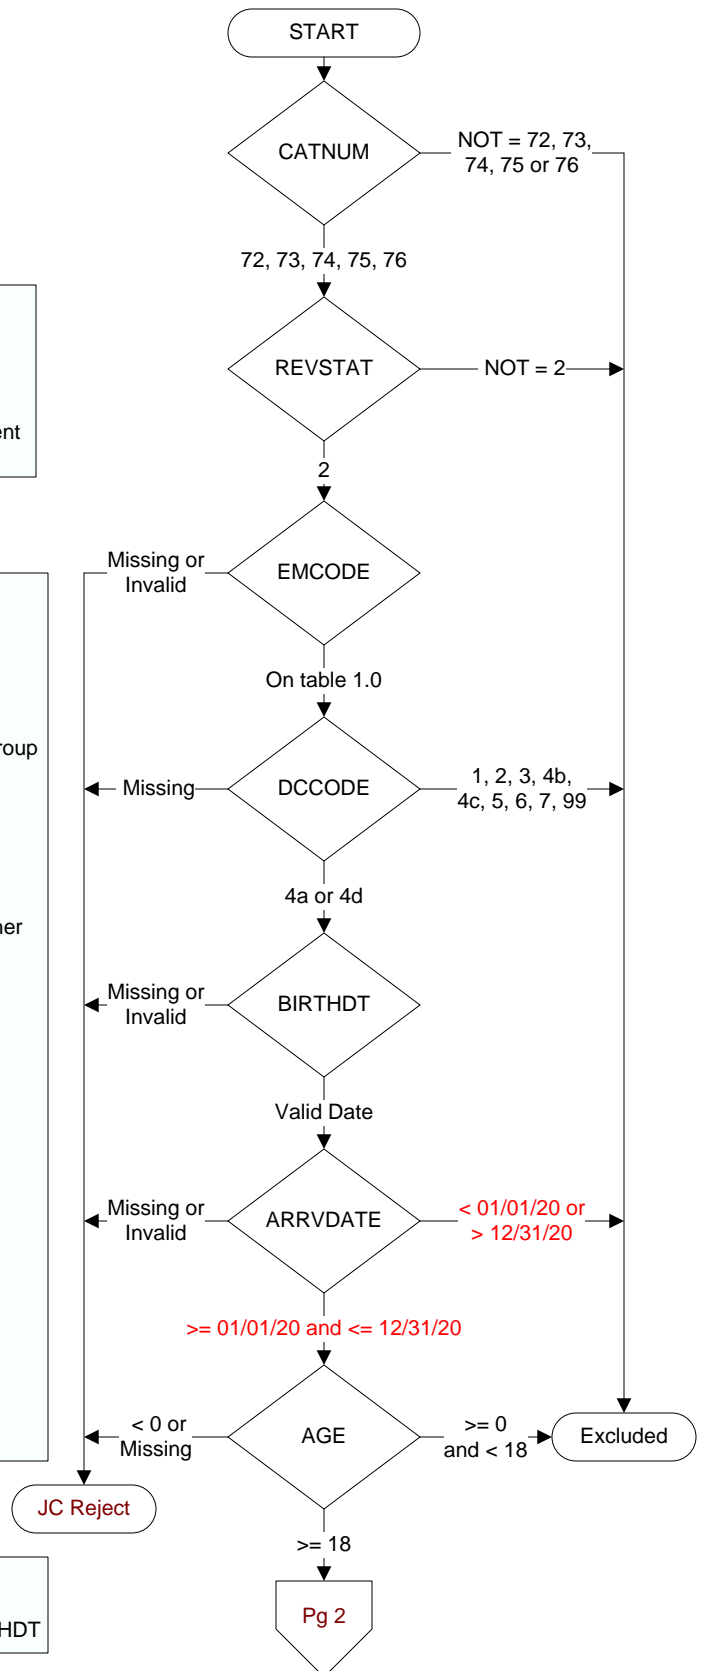 START
CATNUM
NOT = 72, 73,
74, 75 or 76
72, 73, 74, 75, 76
REVSTAT
NOT = 2
2
EMCODE
Missing or
Invalid
On table 1.0
DCCODE
Missing
1, 2, 3, 4b,
4c, 5, 6, 7, 99
4a or 4d
BIRTHDT
Missing or
Invalid
Valid Date
ARRVDATE
Missing or
Invalid
< 01/01/20 or
> 12/31/20
>= 01/01/20 and <= 12/31/20
AGE
< 0 or
Missing
>= 0
and < 18
Excluded
JC Reject
>= 18
Pg 2